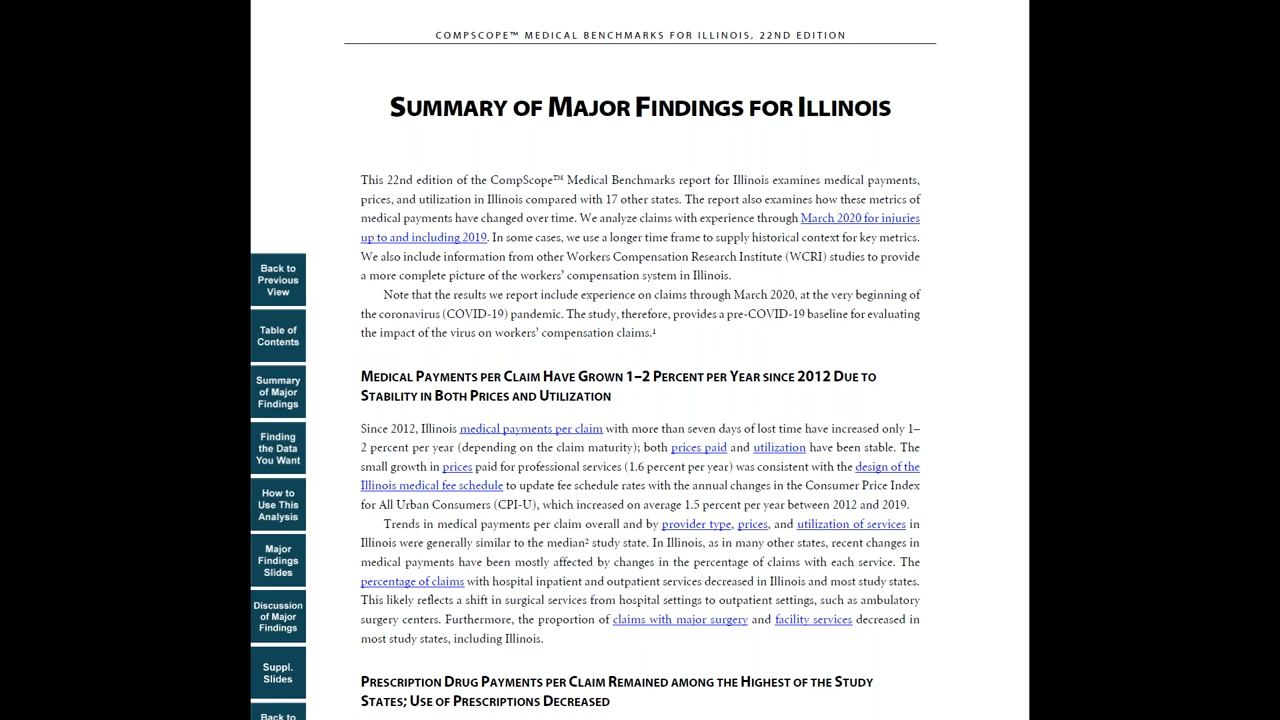 COMPSCOPE™ MEDICAL BENCHMARKS FOR ILLINOIS, 22ND EDITION
SUMMARY OF MAJOR FINDINGS FOR ILLINOIS
This 22nd edition of the CompScope™ Medical Benchmarks report for Illinois examines medical payments,
prices, and utilization in Illinois compared with 17 other states. The report also examines how these metrics of
medical payments have changed over time. We analyze claims with experience through March 2020 for injuries
up to and including 2019. In some cases, we use a longer time frame to supply historical context for key metrics.
We also include information from other Workers Compensation Research Institute (WCRI) studies to provide
a more complete picture of the workers’ compensation system in Illinois.
Note that the results we report include experience on claims through March 2020, at the very beginning of
the coronavirus (COVID-19) pandemic. The study, therefore, provides a pre-COVID-19 baseline for evaluating
the impact of the virus on workers’ compensation claims.¹
MEDICAL PAYMENTS PER CLAIM HAVE GROWN 1–2 PERCENT PER YEAR SINCE 2012 DUE TO
STABILITY IN BOTH PRICES AND UTILIZATION
Since 2012, Illinois medical payments per claim with more than seven days of lost time have increased only 1–
2 percent per year (depending on the claim maturity); both prices paid and utilization have been stable. The
small growth in prices paid for professional services (1.6 percent per year) was consistent with the design of the
Illinois medical fee schedule to update fee schedule rates with the annual changes in the Consumer Price Index
for All Urban Consumers (CPI-U), which increased on average 1.5 percent per year between 2012 and 2019.
Trends in medical payments per claim overall and by provider type, prices, and utilization of services in
Illinois were generally similar to the median² study state. In Illinois, as in many other states, recent changes in
medical payments have been mostly affected by changes in the percentage of claims with each service. The
percentage of claims with hospital inpatient and outpatient services decreased in Illinois and most study states.
This likely reflects a shift in surgical services from hospital settings to outpatient settings, such as ambulatory
surgery centers. Furthermore, the proportion of claims with major surgery and facility services decreased in
most study states, including Illinois.
PRESCRIPTION DRUG PAYMENTS PER CLAIM REMAINED AMONG THE HIGHEST OF THE STUDY
STATES; USE OF PRESCRIPTIONS DECREASED
Back to
Previous
View
Table of
Contents
Summary
of Major
Findings
Finding
the Data
You Want
How to
Use This
Analysis
Major
Findings
Slides
Discussion
of Major
Findings
Suppl.
Slides
Back to